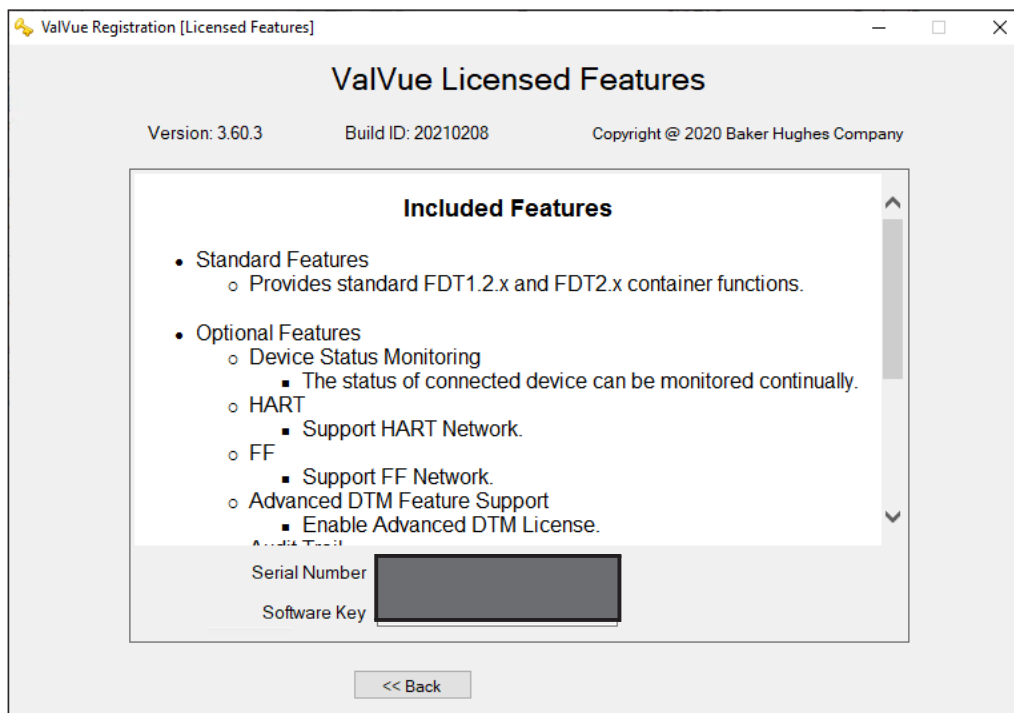 ValVue Registration [Licensed Features]
ValVue Licensed Features
Version: 3.60.3 Build ID: 20210208 Copyright @ 2020 Baker Hughes Company
Included Features
Standard Features
Provides standard FDT1.2.x and FDT2.x container functions.
Optional Features
Device Status Monitoring
The status of connected device can be monitored continually.
HART
Support HART Network.
FF
Support FF Network.
Advanced DTM Feature Support
Enable Advanced DTM License.
Audit Trail
Serial Number
Software Key
<< Back